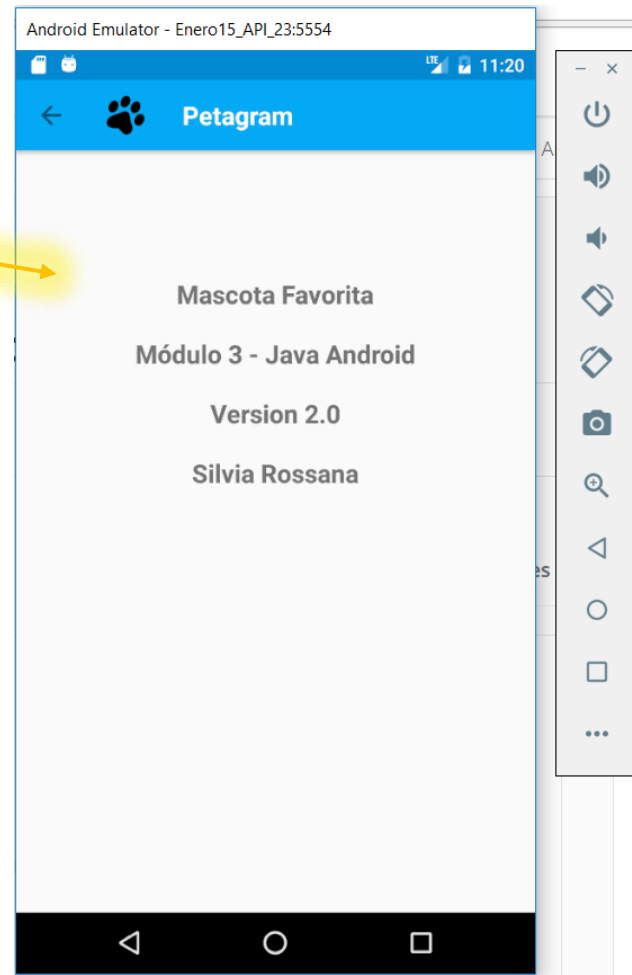 Android Emulator - Enero15_API_23:5554
LTE 11:20
Petagram
A
Mascota Favorita
Módulo 3 - Java Android
Version 2.0
Silvia Rossana
es